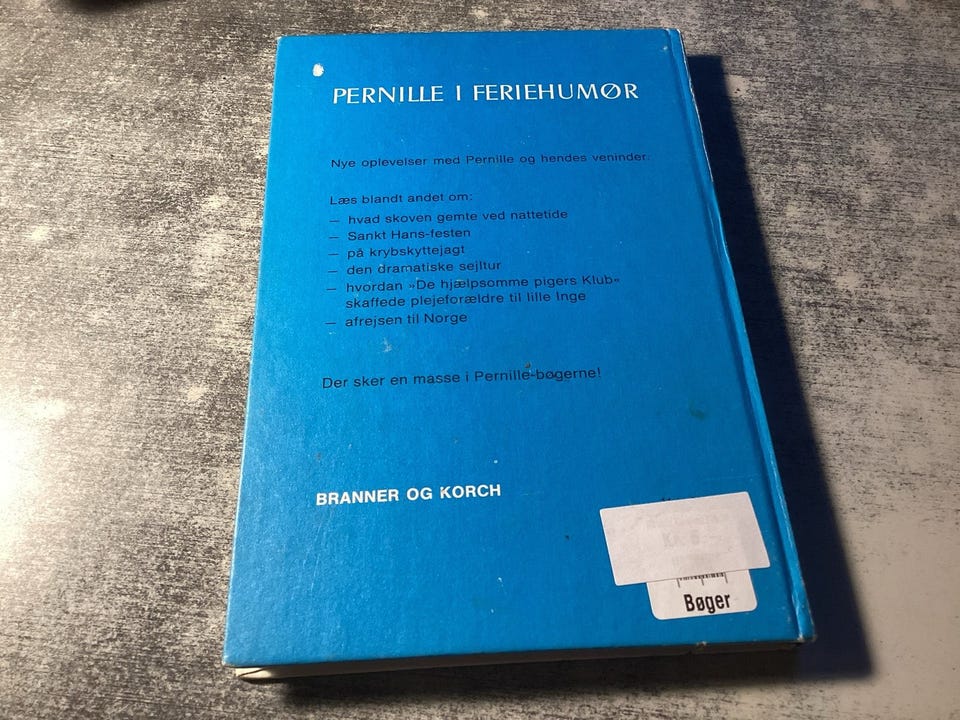 PERNILLE I FERIEHUMØR
Nye oplevelser med Pernille og hendes veninder.
Læs blandt andet om:
— hvad skoven gemte ved nattetide
— Sankt Hans-festen
— på krybskyttejagt
— den dramatiske sejltur
— hvordan »De hjælpsomme pigers Klub«
skaffede plejeforældre til lille Inge
— afrejsen til Norge
Der sker en masse i Pernille-bøgerne!
BRANNER OG KORCH
Bøger